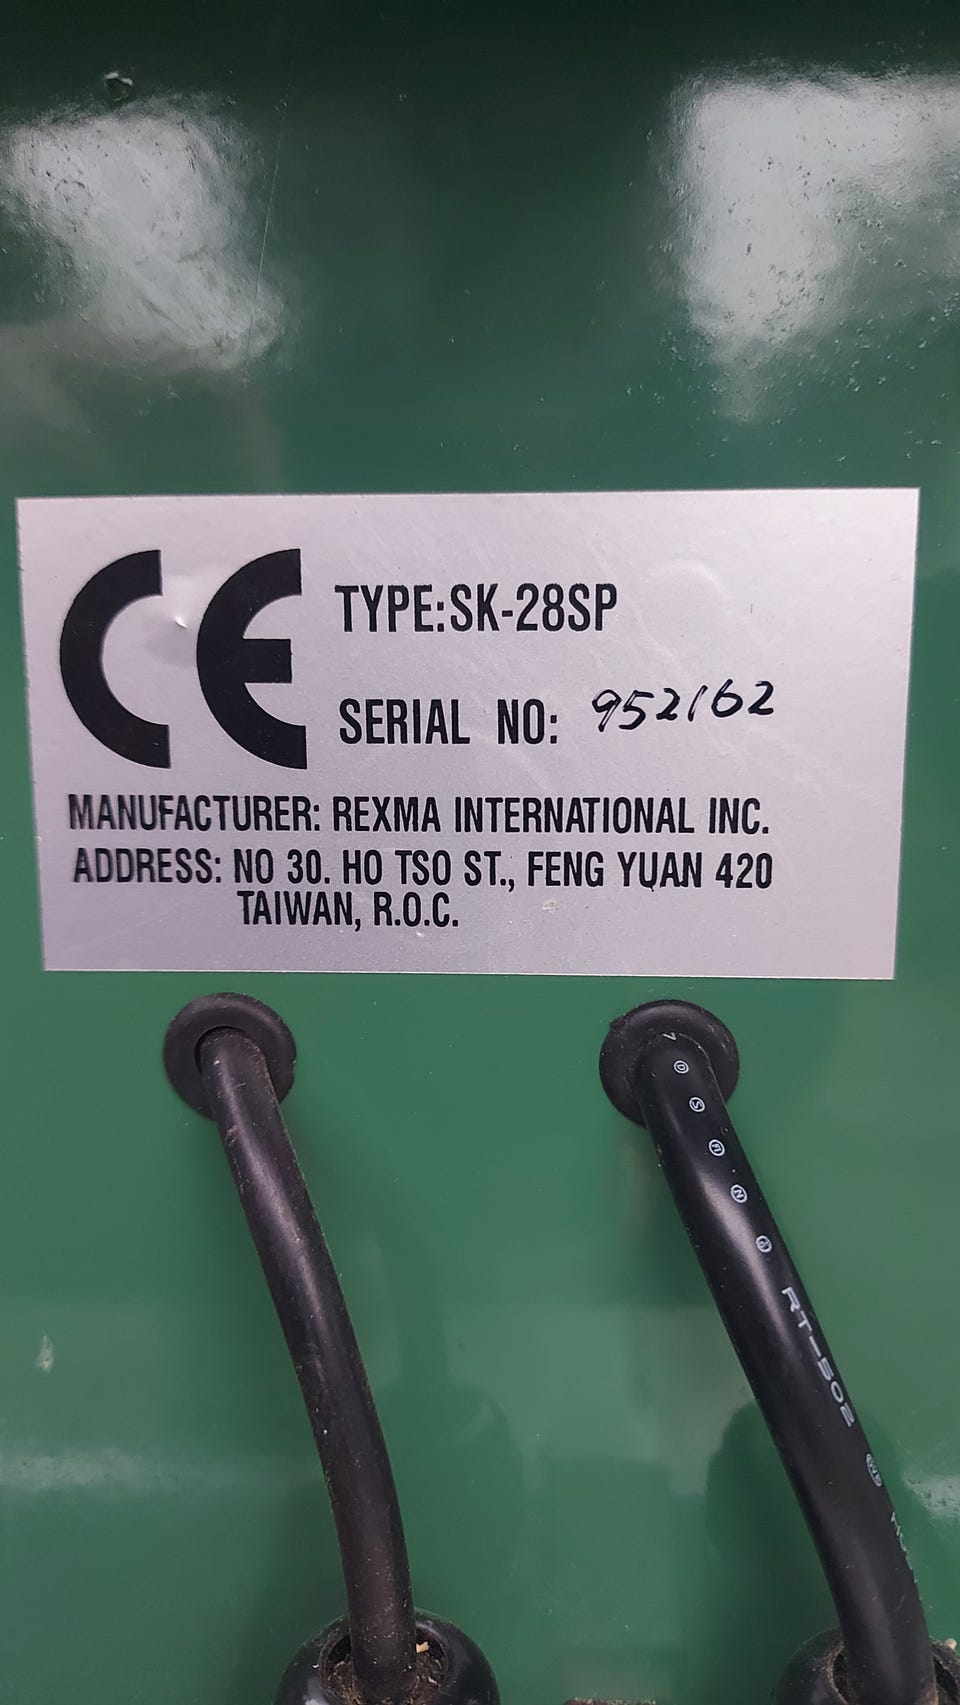 CE
TYPE:SK-28SP
SERIAL NO: 952162
MANUFACTURER: REXMA INTERNATIONAL INC.
ADDRESS: NO 30. HO TSO ST., FENG YUAN 420
TAIWAN, R.O.C.
RT-502